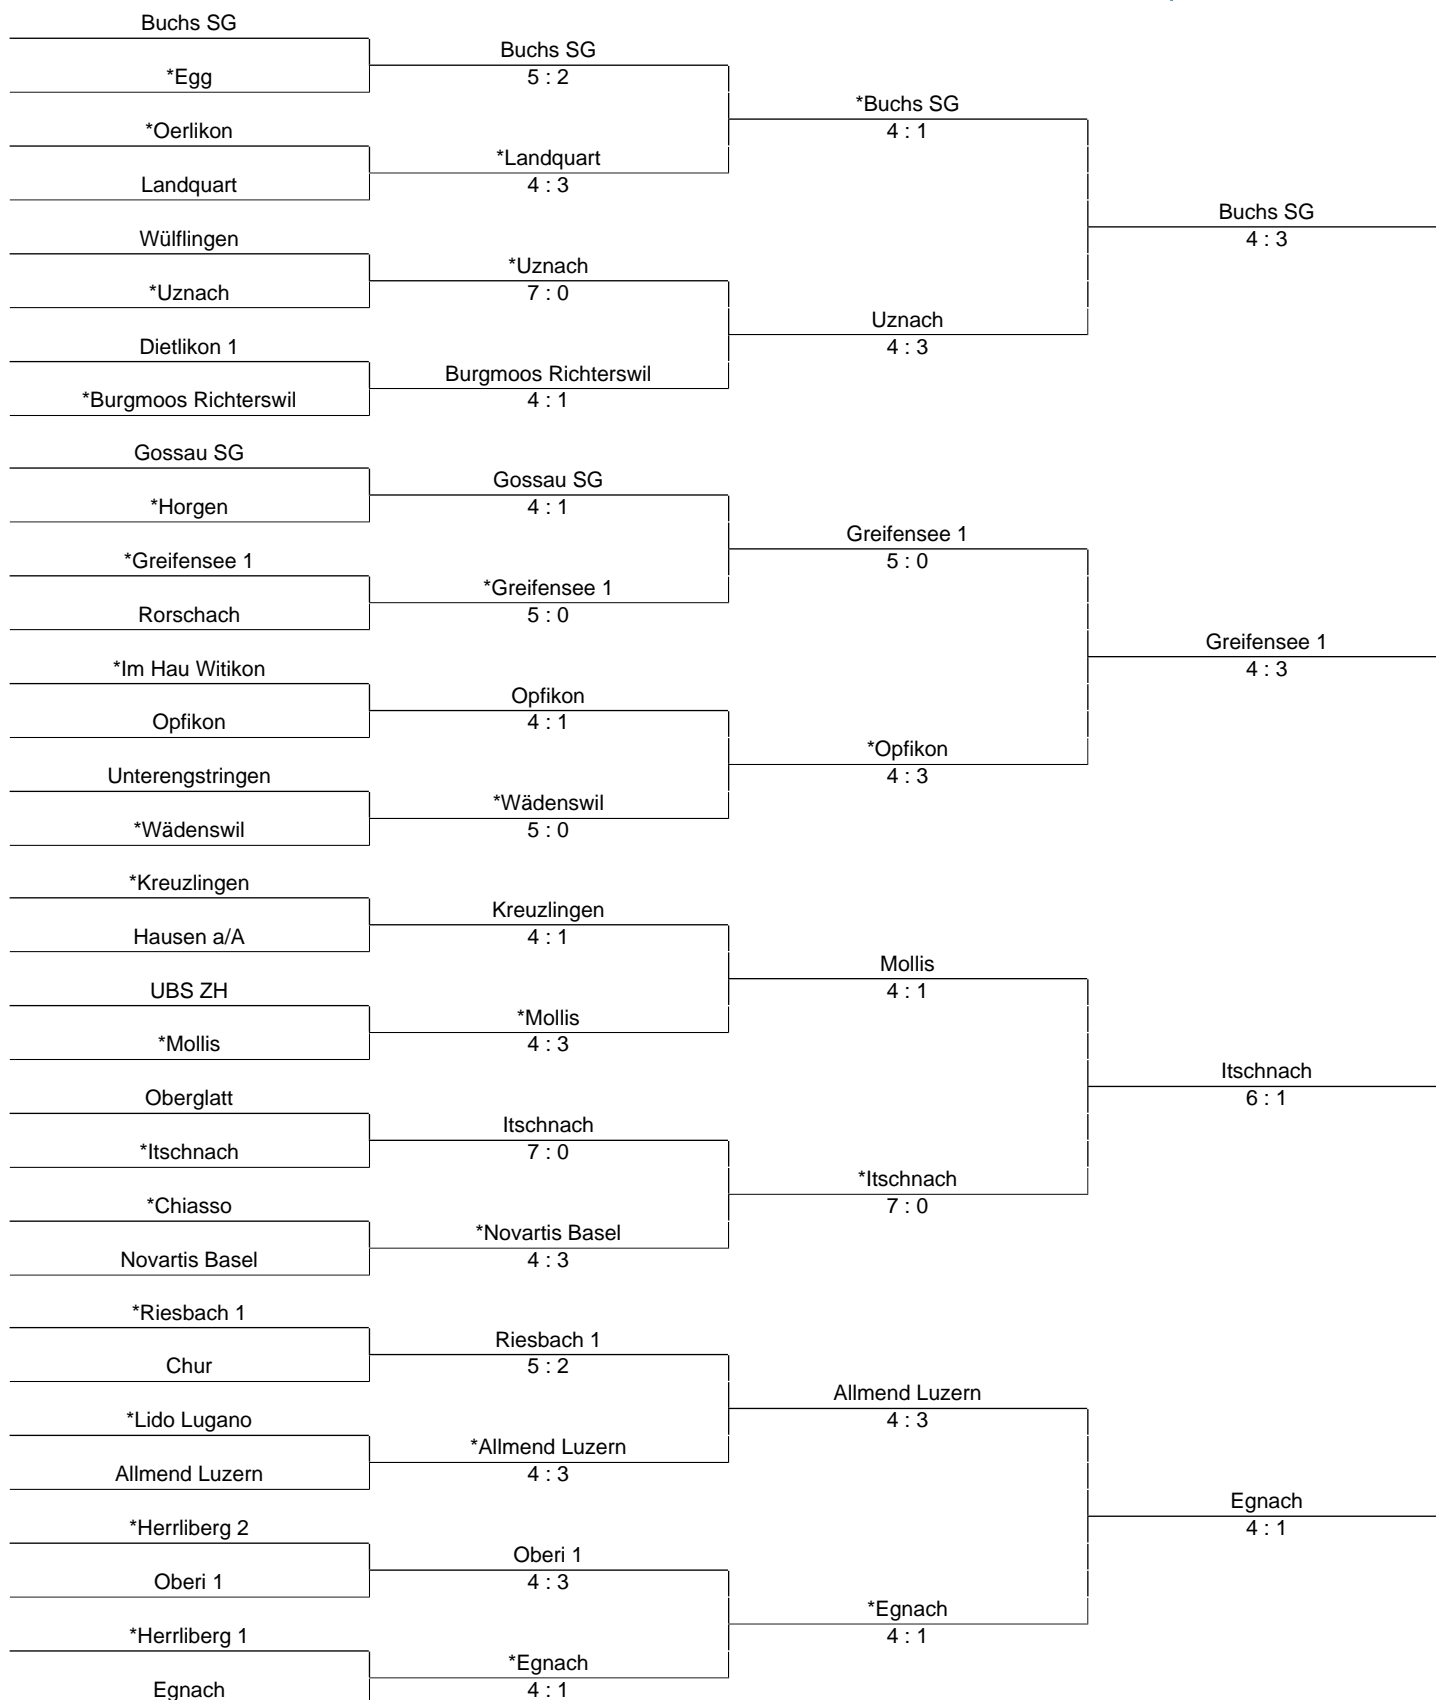 Buchs SG
*Egg
*Oerlikon
Landquart
Wülflingen
*Uznach
Dietlikon 1
*Burgmoos Richterswil
Gossau SG
*Horgen
*Greifensee 1
Rorschach
*Im Hau Witikon
Opfikon
Unterengstringen
*Wädenswil
*Kreuzlingen
Hausen a/A
UBS ZH
*Mollis
Oberglatt
*Itschnach
*Chiasso
Novartis Basel
*Riesbach 1
Chur
*Lido Lugano
Allmend Luzern
*Herrliberg 2
Oberi 1
*Herrliberg 1
Egnach
Buchs SG
5 : 2
*Landquart
4 : 3
*Uznach
7 : 0
Burgmoos Richterswil
4 : 1
Gossau SG
4 : 1
*Greifensee 1
5 : 0
Opfikon
4 : 1
*Wädenswil
5 : 0
Kreuzlingen
4 : 1
*Mollis
4 : 3
Itschnach
7 : 0
*Novartis Basel
4 : 3
Riesbach 1
5 : 2
*Allmend Luzern
4 : 3
Oberi 1
4 : 3
*Egnach
4 : 1
*Buchs SG
4 : 1
Uznach
4 : 3
Greifensee 1
5 : 0
*Opfikon
4 : 3
Mollis
4 : 1
*Itschnach
7 : 0
Allmend Luzern
4 : 3
*Egnach
4 : 1
Buchs SG
4 : 3
Greifensee 1
4 : 3
Itschnach
6 : 1
Egnach
4 : 1